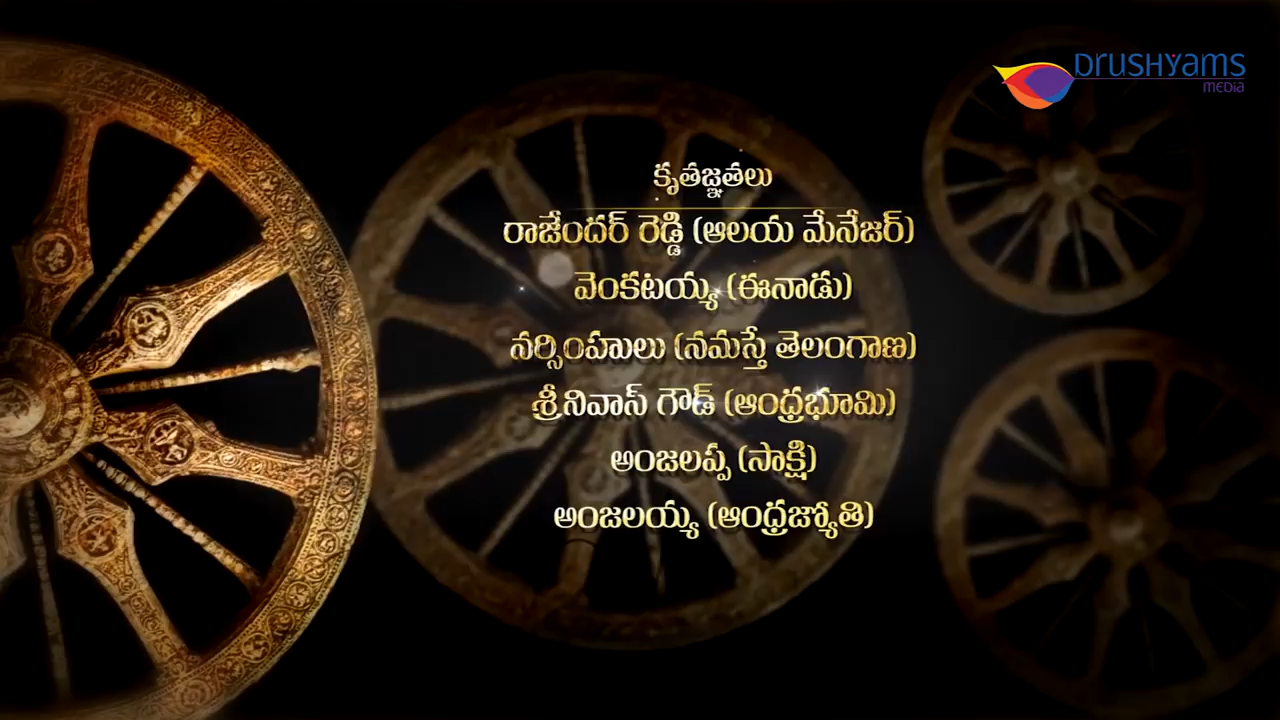 DRUSHYAMS
MEDIA
కృతజ్ఞతలు
రాజేందర్ రెడ్డి (ఆలయ మేనేజర్)
వెంకటయ్య (ఈనాడు)
నర్సింహులు (నమస్తే తెలంగాణ)
శ్రీనివాస్ గౌడ్ (ఆంధ్రభూమి)
అంజలప్ప (సాక్షి)
అంజలయ్య (ఆంధ్రజ్యోతి)